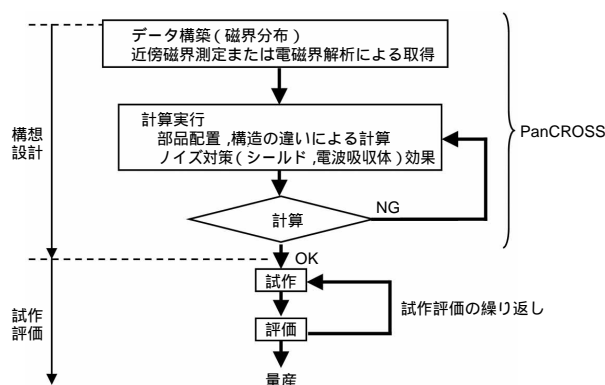 データ構築(磁界分布)
近傍磁界測定または電磁界解析による取得
計算実行
部品配置,構造の違いによる計算
ノイズ対策(シールド,電波吸収体)効果
構想
設計
PanCROSS
NG
計算
OK
試作
試作
評価
試作評価の繰り返し
評価
量産